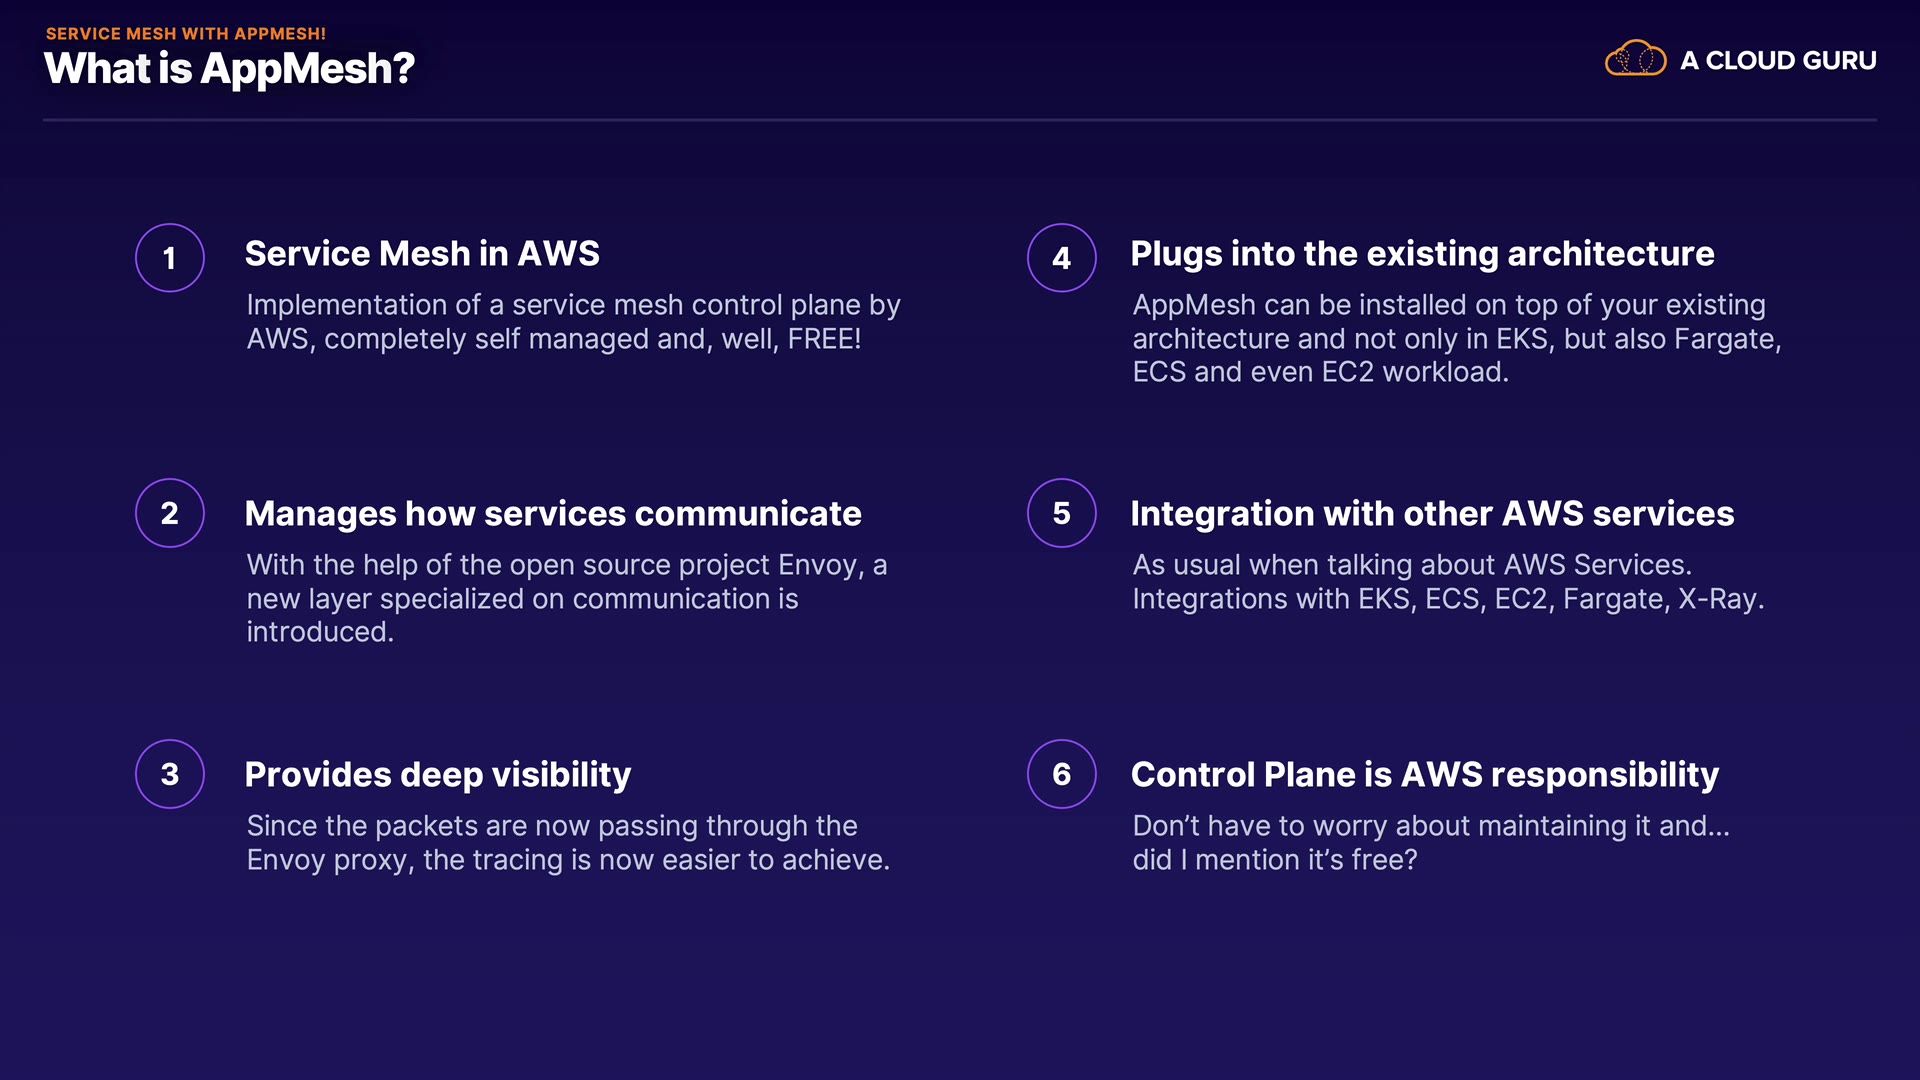 SERVICE MESH WITH APPMESH!
What is AppMesh?
A CLOUD GURU
1
Service Mesh in AWS
Implementation of a service mesh control plane by
AWS, completely self managed and, well, FREE!
2
Manages how services communicate
With the help of the open source project Envoy, a
new layer specialized on communication is
introduced.
3
Provides deep visibility
Since the packets are now passing through the
Envoy proxy, the tracing is now easier to achieve.
4
Plugs into the existing architecture
AppMesh can be installed on top of your existing
architecture and not only in EKS, but also Fargate,
ECS and even EC2 workload.
5
Integration with other AWS services
As usual when talking about AWS Services.
Integrations with EKS, ECS, EC2, Fargate, X-Ray.
6
Control Plane is AWS responsibility
Don’t have to worry about maintaining it and...
did I mention it’s free?